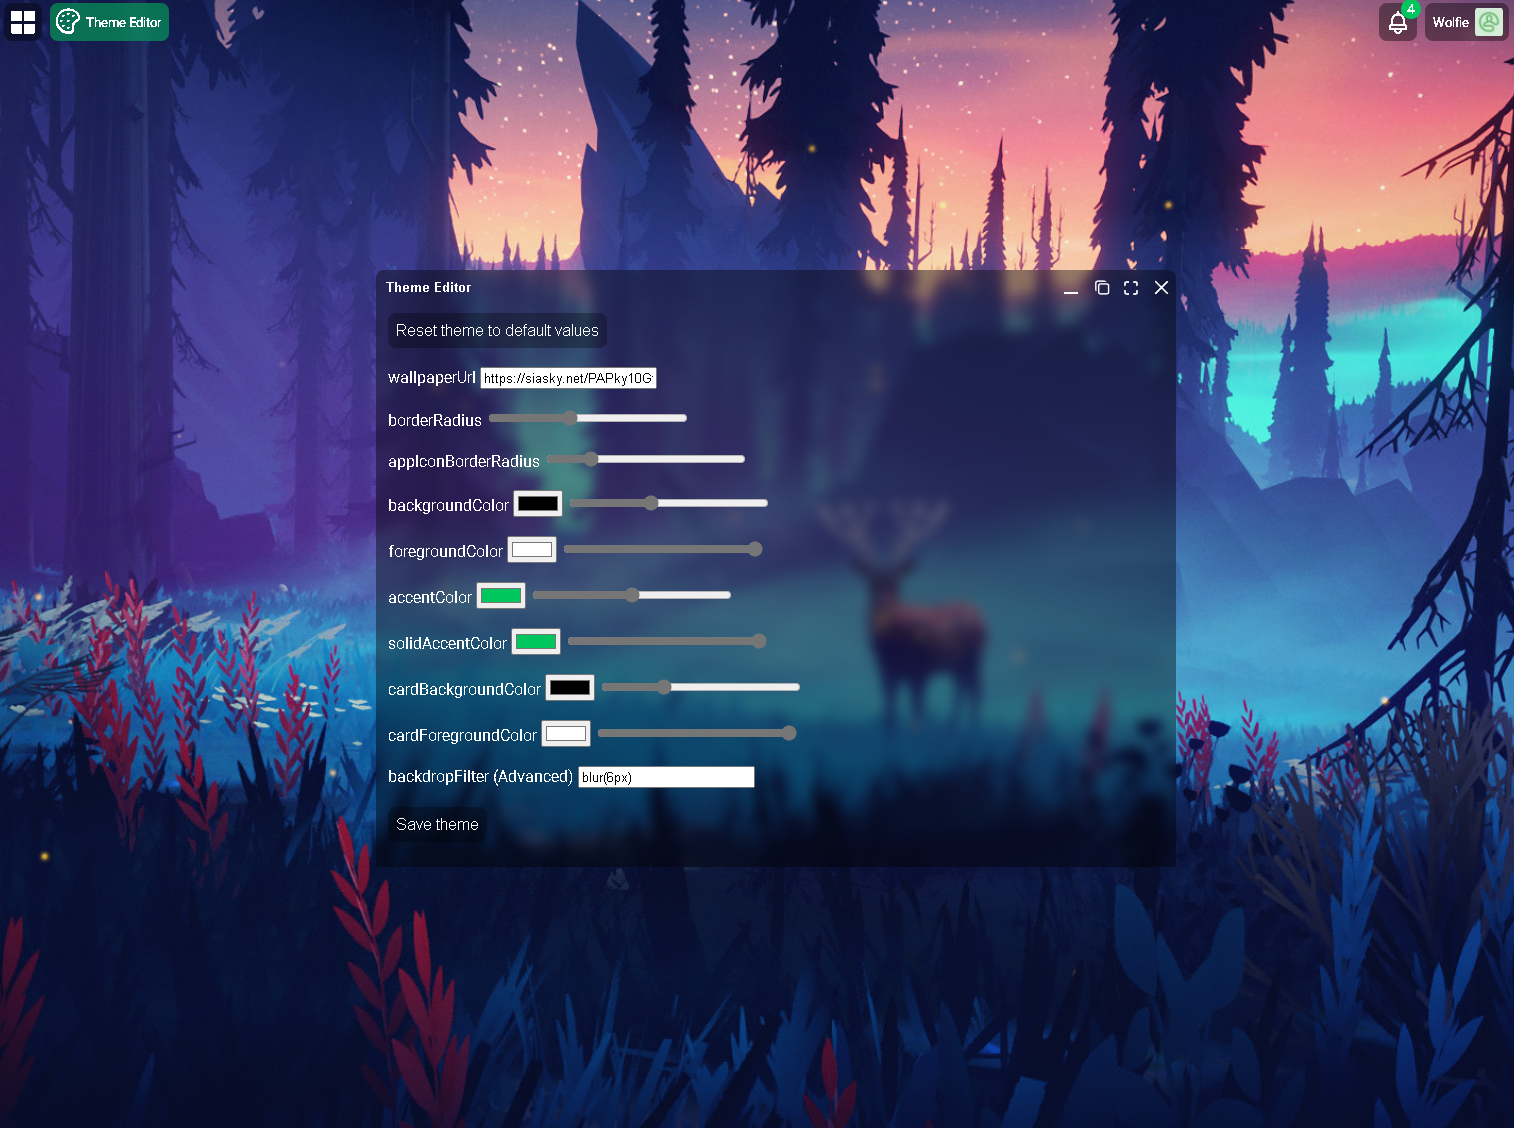 Theme Editor
4
Wolfie
Theme Editor
Reset theme to default values
wallpaperUrl https://siasky.net/PAPky10G
borderRadius
appIconBorderRadius
backgroundColor
foregroundColor
accentColor
solidAccentColor
cardBackgroundColor
cardForegroundColor
backdropFilter (Advanced) blur(6px)
Save theme